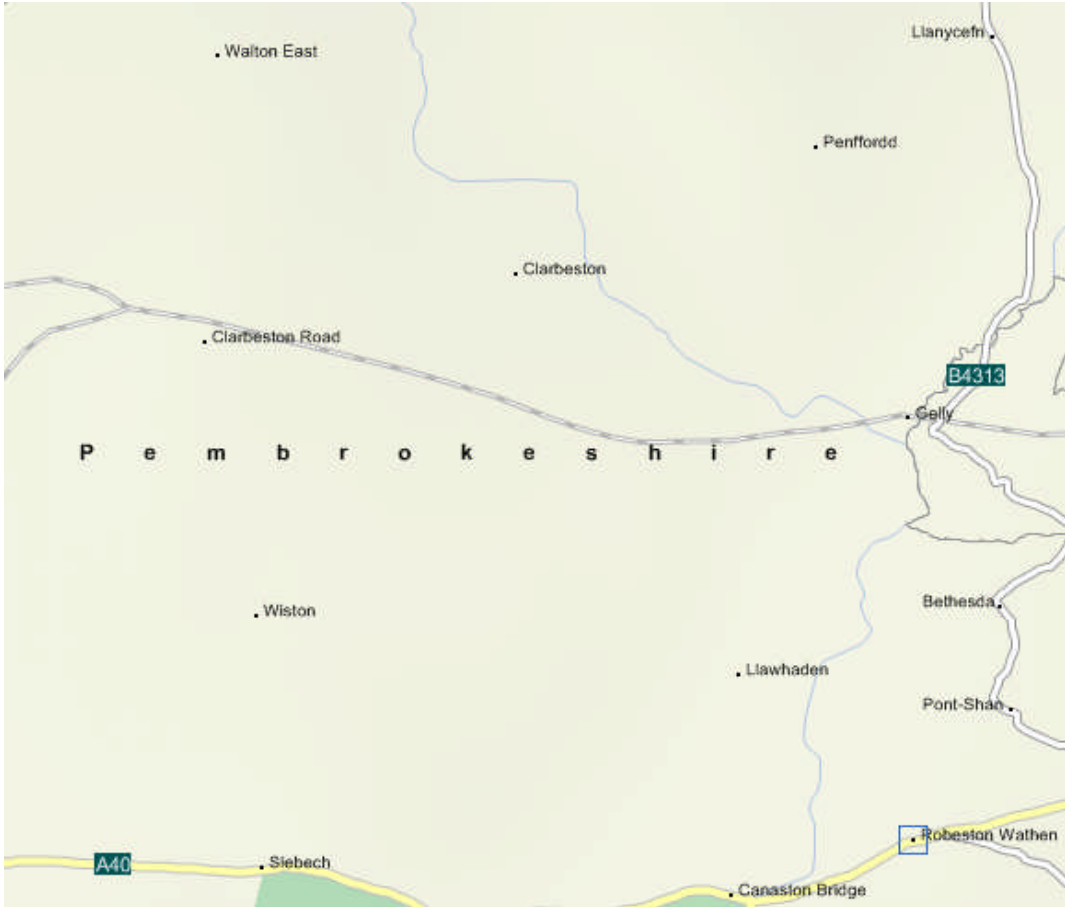 Llanycefn
Walton East
Penffordd
Clarbeston
Clarbeston Road
B4313
Gelly
Pembrokeshire
Bethesda
Wiston
Llawhaden
Pont-Shan
Robeston Wathen
A40
Slebech
Canaston Bridge